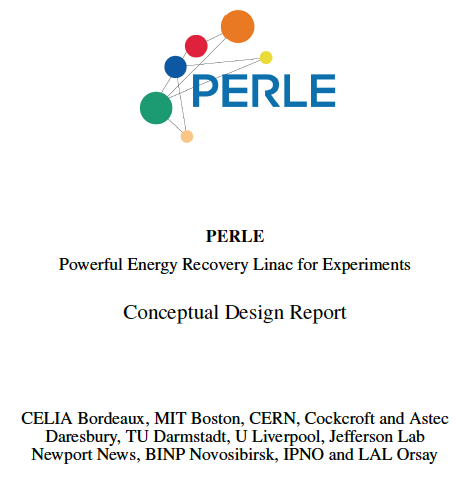 PERLE
PERLE
Powerful Energy Recovery Linac for Experiments
Conceptual Design Report
CELIA Bordeaux, MIT Boston, CERN, Cockcroft and Astec
Daresbury, TU Darmstadt, U Liverpool, Jefferson Lab
Newport News, BINP Novosibirsk, IPNO and LAL Orsay